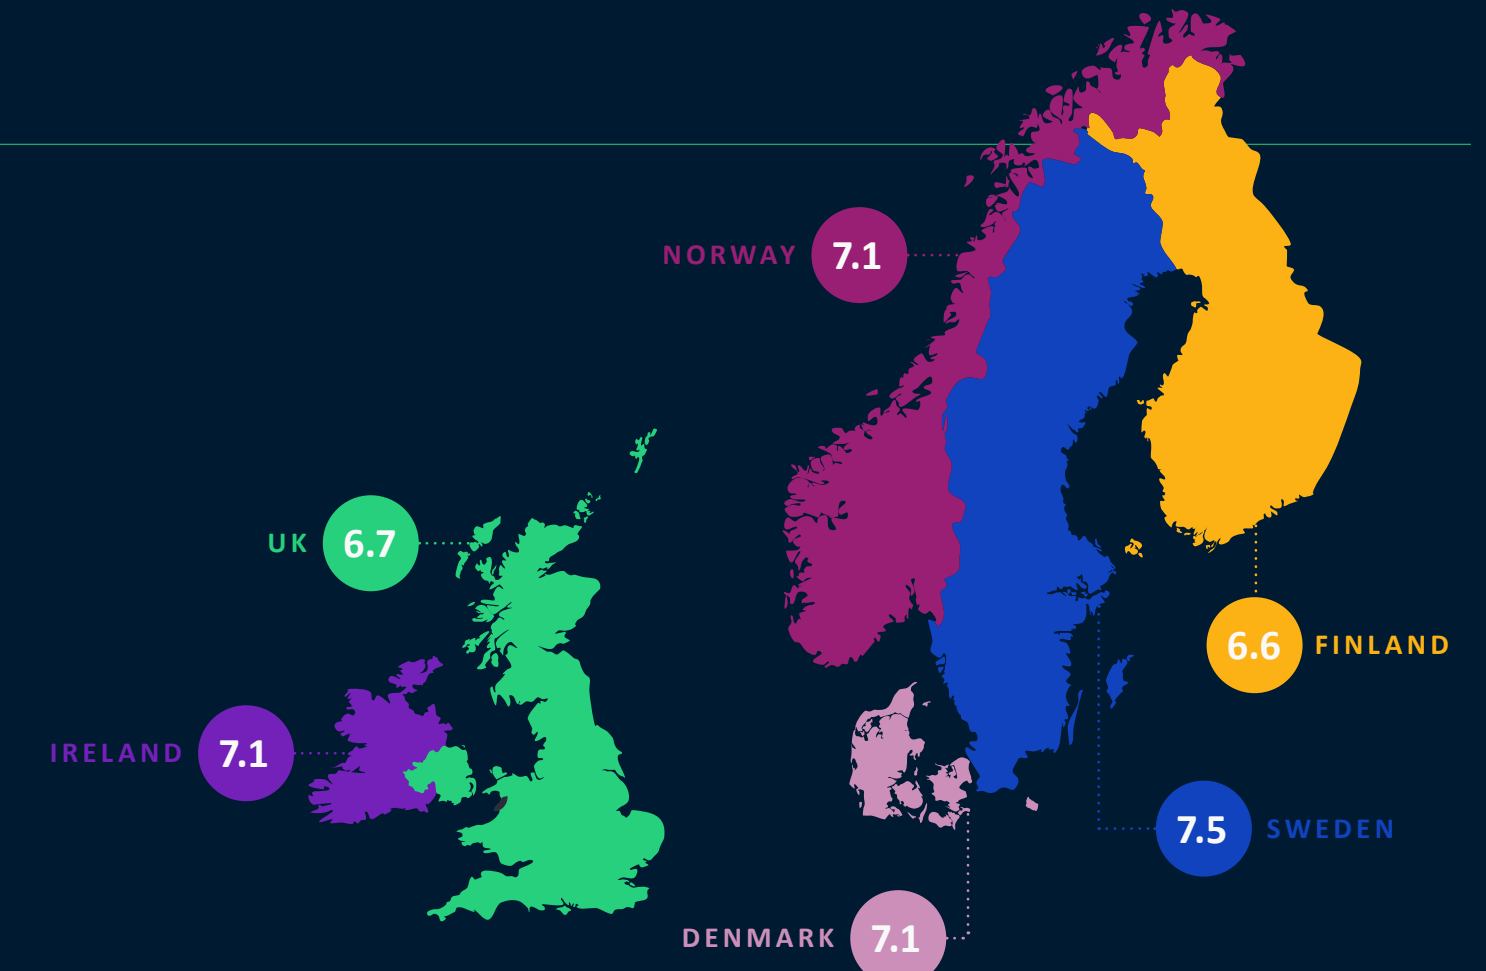 NORWAY 7.1
UK 6.7
6.6 FINLAND
IRELAND 7.1
7.5 SWEDEN
DENMARK 7.1